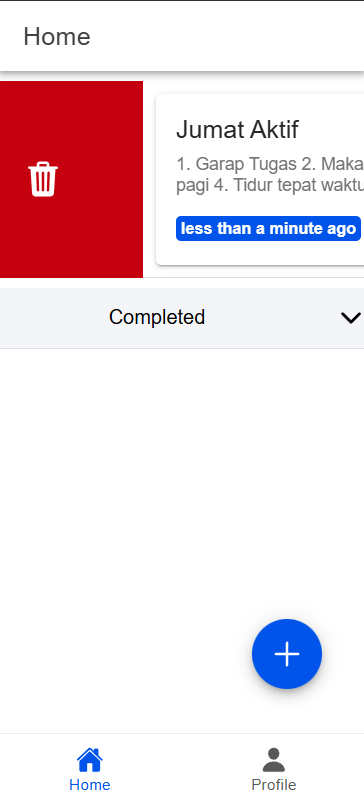 Home
Jumat Aktif
1. Garap Tugas 2. Maka
pagi 4. Tidur tepat waktu
less than a minute ago
Completed
Home
Profile